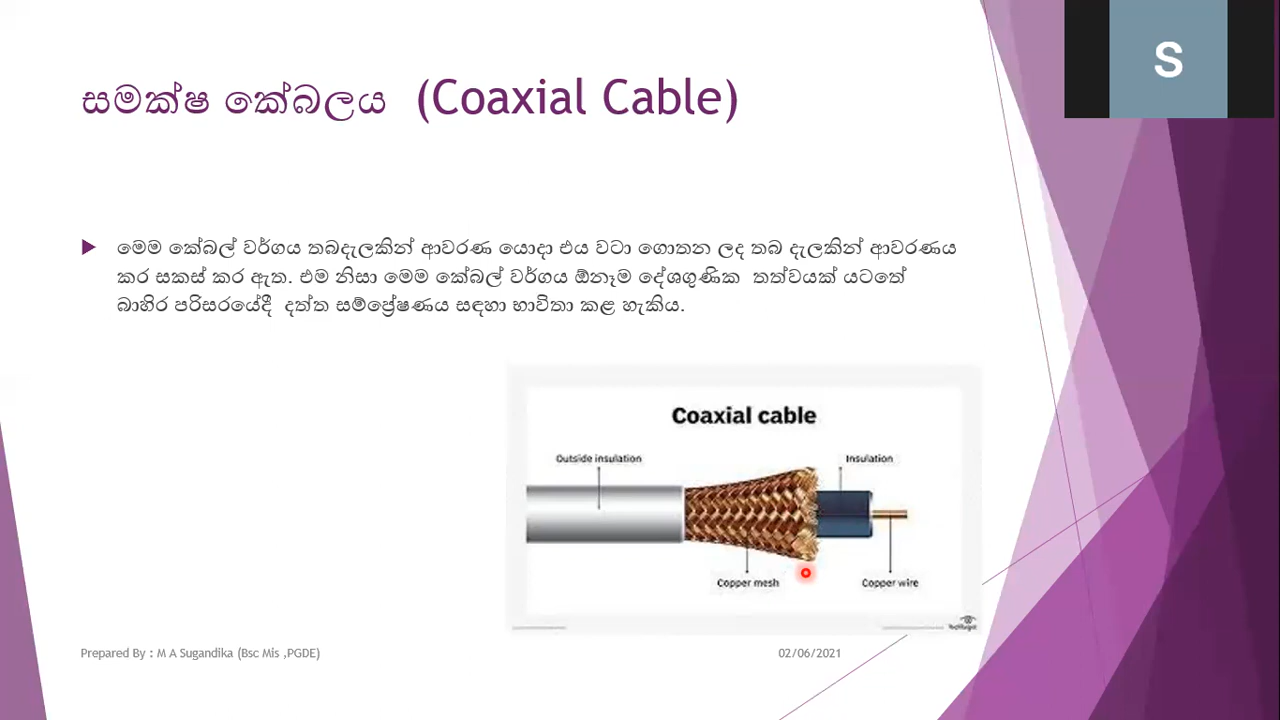 S
සමක්ෂ කේබලය (Coaxial Cable)
මෙම කේබල් වර්ගය තබදැලකින් ආවරණ යොදා එය වටා ගොතන ලද තබ දැලකින් ආවරණය
කර සකස් කර ඇත. එම නිසා මෙම කේබල් වර්ගය ඕනෑම දේශගුණික තත්වයක් යටතේ
බාහිර පරිසරයේදී දත්ත සම්ප්‍රේෂණය සඳහා භාවිතා කළ හැකිය.
Coaxial cable
Outside insulation
Insulation
Copper mesh
Copper wire
Prepared By : M A Sugandika (Bsc Mis ,PGDE)
02/06/2021